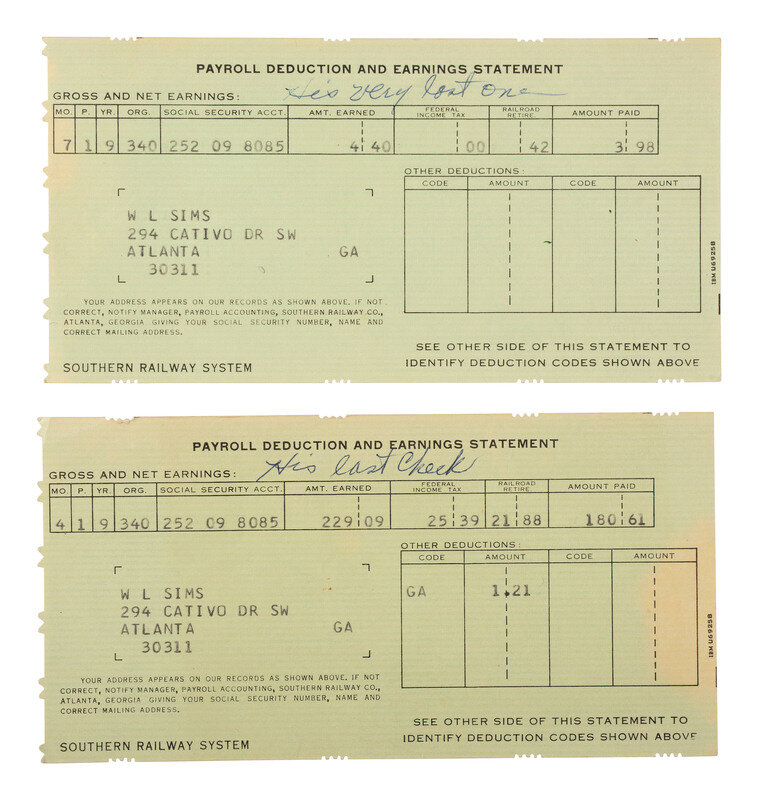 PAYROLL DEDUCTION AND EARNINGS STATEMENT
GROSS AND NET EARNINGS: His very last one
MO. P. YR. ORG. SOCIAL SECURITY ACCT. AMT. EARNED FEDERAL INCOME TAX RAILROAD RETIRE. AMOUNT PAID
7 1 9 340 252 09 8085 4 40 00 42 3 98
OTHER DEDUCTIONS:
CODE AMOUNT CODE AMOUNT
W L SIMS
294 CATIVO DR SW
ATLANTA GA
30311
YOUR ADDRESS APPEARS ON OUR RECORDS AS SHOWN ABOVE. IF NOT
CORRECT, NOTIFY MANAGER, PAYROLL ACCOUNTING, SOUTHERN RAILWAY CO.,
ATLANTA, GEORGIA GIVING YOUR SOCIAL SECURITY NUMBER, NAME AND
CORRECT MAILING ADDRESS.
SOUTHERN RAILWAY SYSTEM
SEE OTHER SIDE OF THIS STATEMENT TO
IDENTIFY DEDUCTION CODES SHOWN ABOVE
IBM U69258
PAYROLL DEDUCTION AND EARNINGS STATEMENT
GROSS AND NET EARNINGS: His last Check
MO. P. YR. ORG. SOCIAL SECURITY ACCT. AMT. EARNED FEDERAL INCOME TAX RAILROAD RETIRE. AMOUNT PAID
4 1 9 340 252 09 8085 229 09 25 39 21 88 180 61
OTHER DEDUCTIONS:
CODE AMOUNT CODE AMOUNT
GA 1.21
W L SIMS
294 CATIVO DR SW
ATLANTA GA
30311
YOUR ADDRESS APPEARS ON OUR RECORDS AS SHOWN ABOVE. IF NOT
CORRECT, NOTIFY MANAGER, PAYROLL ACCOUNTING, SOUTHERN RAILWAY CO.,
ATLANTA, GEORGIA GIVING YOUR SOCIAL SECURITY NUMBER, NAME AND
CORRECT MAILING ADDRESS.
SOUTHERN RAILWAY SYSTEM
SEE OTHER SIDE OF THIS STATEMENT TO
IDENTIFY DEDUCTION CODES SHOWN ABOVE
IBM U69258